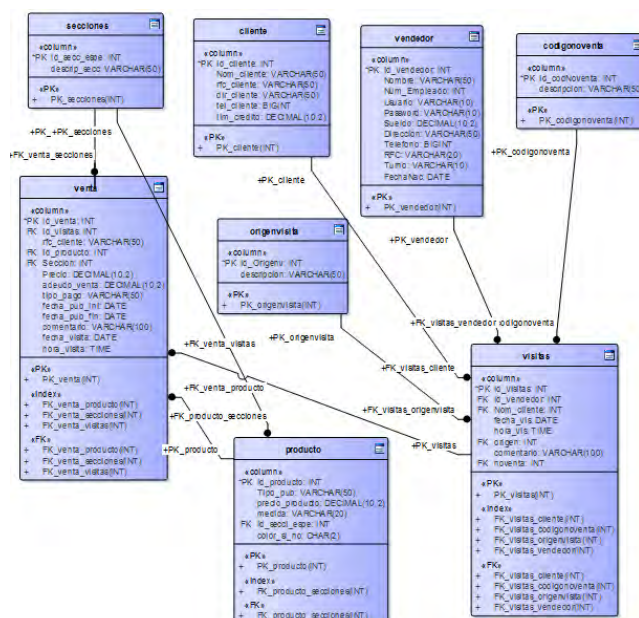 secciones
«column»
*PK Id_secc_espe: INT
descrip_secc VARCHAR(50)
«PK»
+ PK_secciones(INT)
cliente
«column»
*PK Id_cliente: INT
Nom_cliente: VARCHAR(50)
rfc_cliente: VARCHAR(50)
dir_cliente: VARCHAR(50)
tel_cliente: BIGINT
lim_credito: DECIMAL(10,2)
«PK»
+ PK_cliente(INT)
vendedor
«column»
*PK Id_vendedor: INT
Nombre: VARCHAR(50)
Num_Empleado: INT
Usuario: VARCHAR(10)
Password: VARCHAR(10)
Sueldo: DECIMAL(10,2)
Direccion: VARCHAR(50)
Telefono: BIGINT
RFC: VARCHAR(20)
Turno: VARCHAR(10)
FechaNac: DATE
«PK»
+ PK_vendedor(INT)
codigonoventa
«column»
*PK Id_codNoventa: INT
descripcion: VARCHAR(50)
«PK»
+ PK_codigonoventa(INT)
+PK_ +PK_secciones
+FK_venta_secciones
+PK_cliente
+PK_vendedor
+PK_codigonoventa
venta
«column»
*PK Id_venta: INT
FK Id_visitas: INT
rfc_cliente: VARCHAR(50)
FK Id_producto: INT
FK Seccion: INT
Precio: DECIMAL(10,2)
adeudo_venta: DECIMAL(10,2)
tipo_pago: VARCHAR(50)
fecha_pub_ini: DATE
fecha_pub_fin: DATE
comentario: VARCHAR(100)
fecha_visita: DATE
hora_visita: TIME
«PK»
+ PK_venta(INT)
«index»
+ FK_venta_producto(INT)
+ FK_venta_secciones(INT)
+ FK_venta_visitas(INT)
«FK»
+ FK_venta_producto(INT)
+ FK_venta_secciones(INT)
+ FK_venta_visitas(INT)
origenvisita
«column»
*PK Id_Origenv: INT
descripcion: VARCHAR(50)
«PK»
+ PK_origenvisita(INT)
+PK_origenvisita
+FK_visitas_vendedor
+FK_visitas_cliente
+FK_visitas_origenvisita
+PK_visitas
+FK_venta_visitas
+FK_venta_producto
+FK_producto_secciones
+PK_producto
visitas
«column»
*PK Id_visitas: INT
FK Id_vendedor: INT
FK Nom_cliente: INT
fecha_vis: DATE
hora_vis: TIME
FK origen: INT
comentario: VARCHAR(100)
FK noventa: INT
«PK»
+ PK_visitas(INT)
«index»
+ FK_visitas_cliente(INT)
+ FK_visitas_codigonoventa(INT)
+ FK_visitas_origenvisita(INT)
+ FK_visitas_vendedor(INT)
«FK»
+ FK_visitas_cliente(INT)
+ FK_visitas_codigonoventa(INT)
+ FK_visitas_origenvisita(INT)
+ FK_visitas_vendedor(INT)
producto
«column»
*PK Id_producto: INT
Tipo_pub: VARCHAR(50)
precio_producto: DECIMAL(10,2)
medida: VARCHAR(20)
FK Id_secci_espe: INT
color_si_no: CHAR(2)
«PK»
+ PK_producto(INT)
«index»
+ FK_producto_secciones(INT)
«FK»
+ FK_producto_secciones(INT)